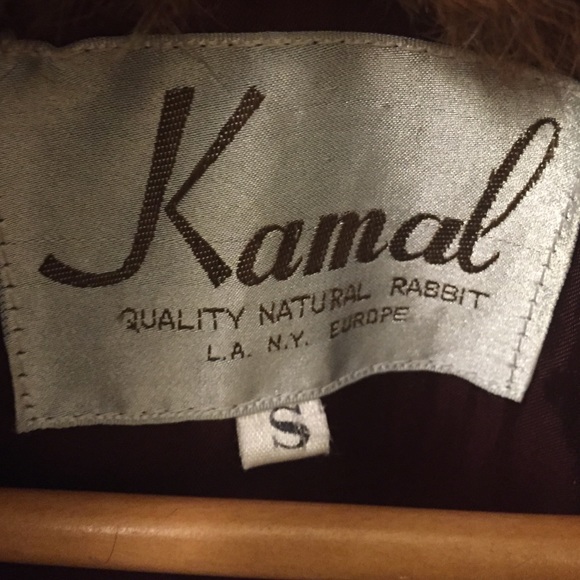 Kamal
QUALITY NATURAL RABBIT
L.A. N.Y. EUROPE
S